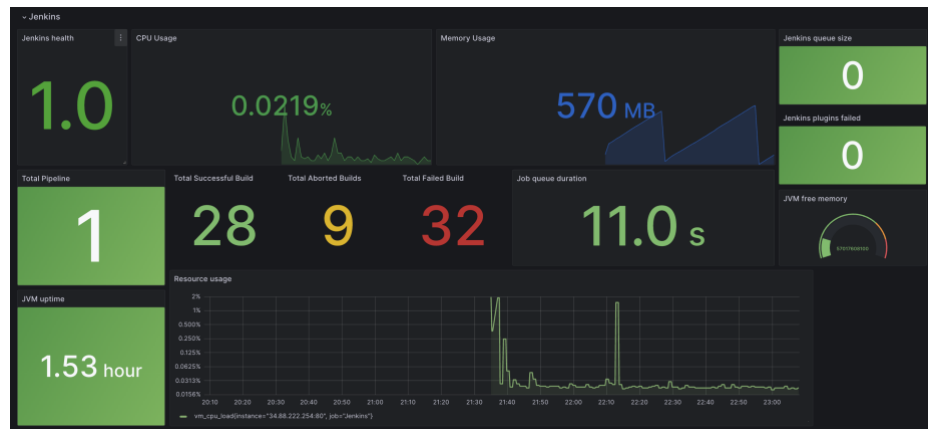 Jenkins
Jenkins health
1.0
CPU Usage
0.0219%
Memory Usage
570 MB
Jenkins queue size
0
Jenkins plugins failed
0
Total Pipeline
1
Total Successful Build
28
Total Aborted Builds
9
Total Failed Build
32
Job queue duration
11.0 s
JVM free memory
JVM uptime
1.53 hour
Resource usage
2%
1%
0.500%
0.250%
0.125%
0.0625%
0.0313%
0.0156%
20:10 20:20 20:30 20:40 20:50 21:00 21:10 21:20 21:30 21:40 21:50 22:00 22:10 22:20 22:30 22:40 22:50 23:00
vm_cpu_load{instance="34.88.222.254:80", job="Jenkins"}